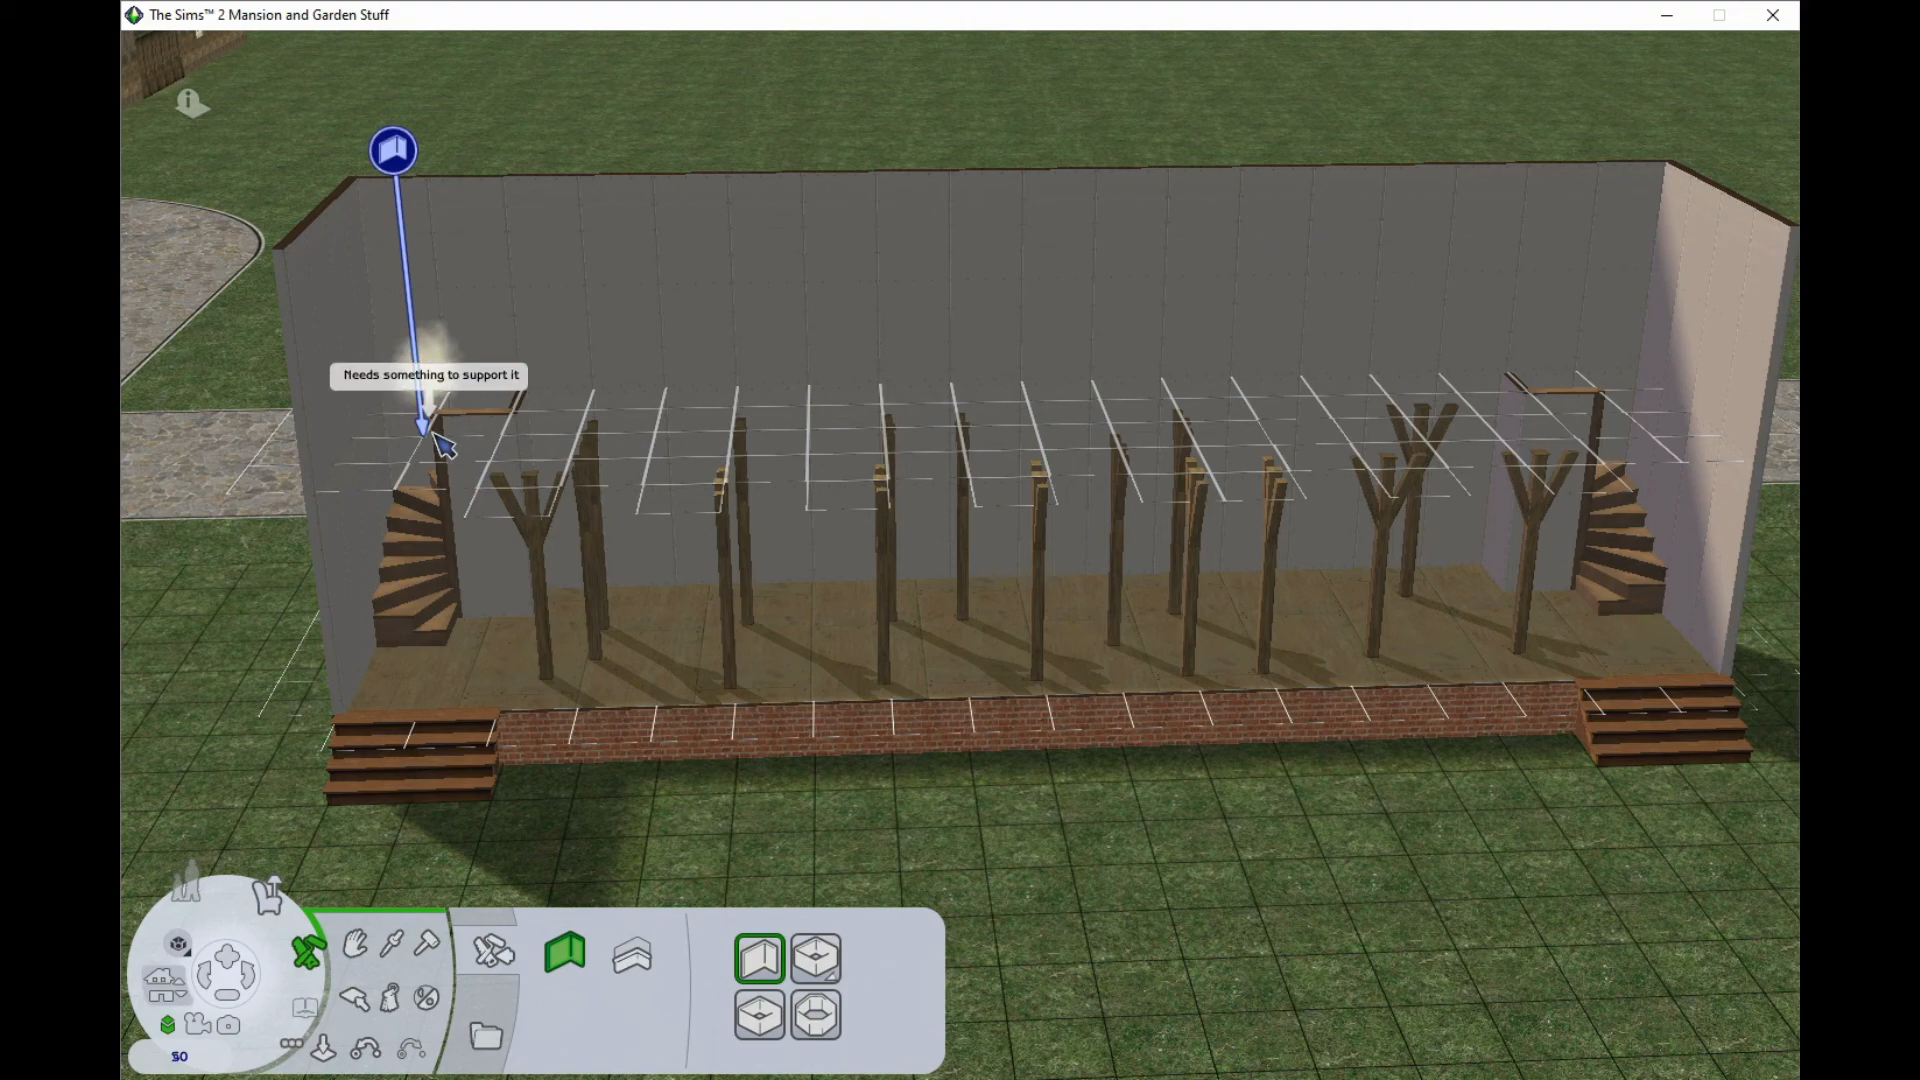 The Sims™ 2 Mansion and Garden Stuff
Needs something to support it
§0